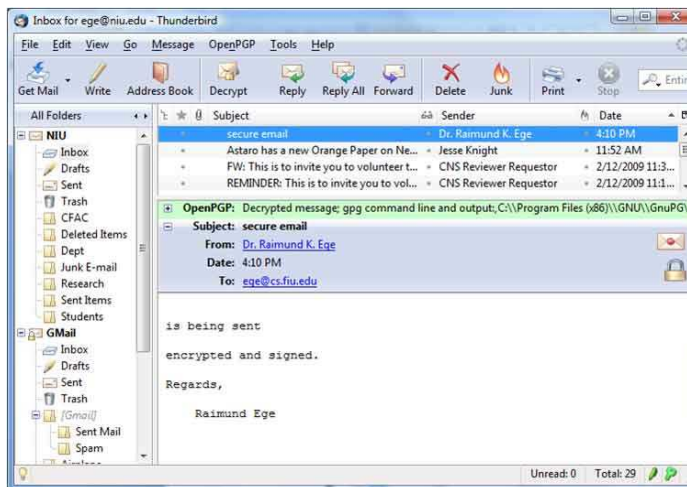 Inbox for ege@niu.edu - Thunderbird
File Edit View Go Message OpenPGP Tools Help
Get Mail Write Address Book Decrypt Reply Reply All Forward Delete Junk Print Stop
All Folders Subject Sender Date
NIU
Inbox
Drafts
Sent
Trash
CFAC
Deleted Items
Dept
Junk E-mail
Research
Sent Items
Students
GMail
Inbox
Drafts
Sent
Trash
[Gmail]
Sent Mail
Spam
secure email Dr. Raimund K. Ege 4:10 PM
Astaro has a new Orange Paper on Ne... Jesse Knight 11:52 AM
FW: This is to invite you to volunteer t... CNS Reviewer Requestor 2/12/2009 11:3...
REMINDER: This is to invite you to vol... CNS Reviewer Requestor 2/12/2009 11:1...
OpenPGP: Decrypted message; gpg command line and output:,C:\\Program Files (x86)\\GNU\\GnuPG\
Subject: secure email
From: Dr. Raimund K. Ege
Date: 4:10 PM
To: ege@cs.fiu.edu
is being sent
encrypted and signed.
Regards,
Raimund Ege
Unread: 0 Total: 29